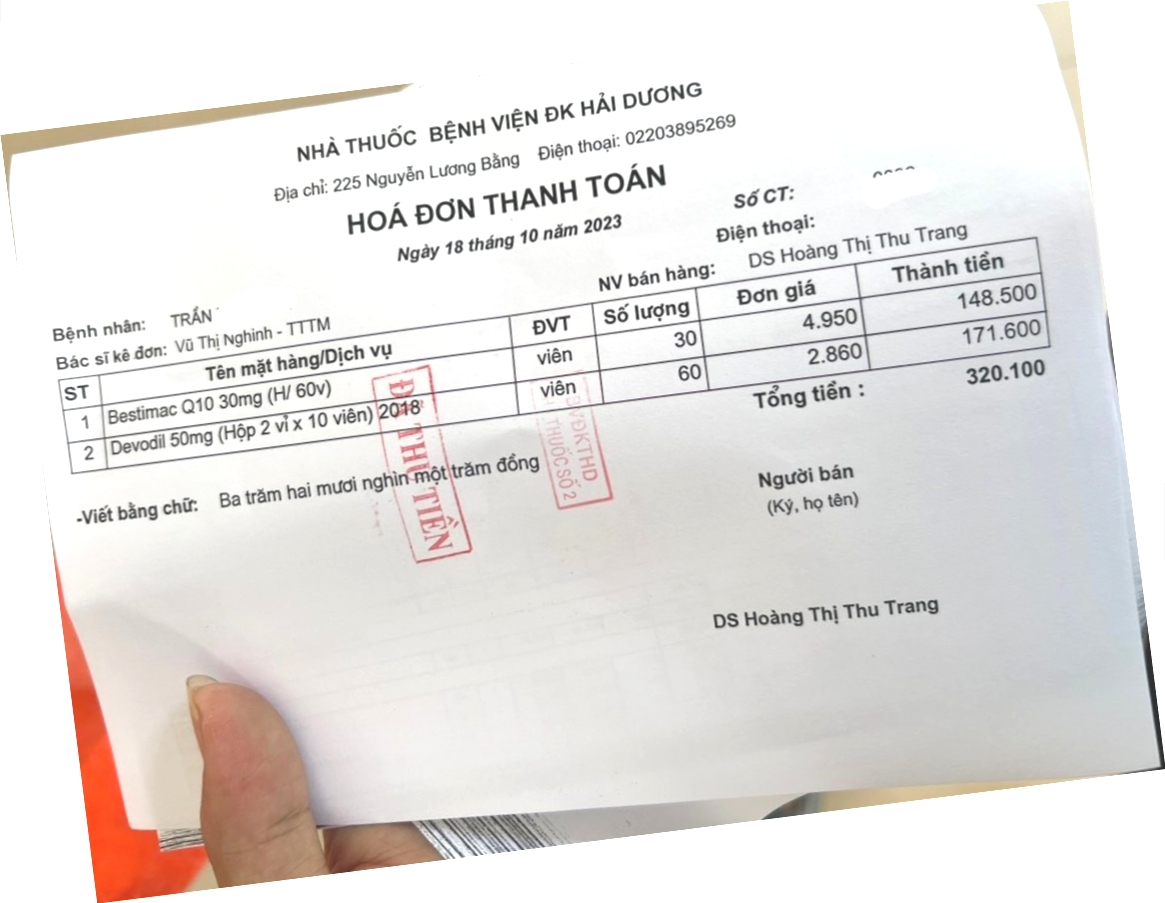 NHÀ THUỐC BỆNH VIỆN ĐK HẢI DƯƠNG
Địa chỉ: 225 Nguyễn Lương Bằng Điện thoại: 02203895269
HOÁ ĐƠN THANH TOÁN
Ngày 18 tháng 10 năm 2023
Số CT:
Điện thoại:
Bệnh nhân: TRẦN
NV bán hàng: DS Hoàng Thị Thu Trang
Bác sĩ kê đơn: Vũ Thị Nghinh - TTTM
ST Tên mặt hàng/Dịch vụ ĐVT Số lượng Đơn giá Thành tiền
1 Bestimac Q10 30mg (H/ 60v) viên 30 4.950 148.500
2 Devodil 50mg (Hộp 2 vỉ x 10 viên) 2018 viên 60 2.860 171.600
Tổng tiền : 320.100
-Viết bằng chữ: Ba trăm hai mươi nghìn một trăm đồng
ĐÃ THU TIỀN
BVĐKTHD
THUỐC SỐ 2
Người bán
(Ký, họ tên)
DS Hoàng Thị Thu Trang